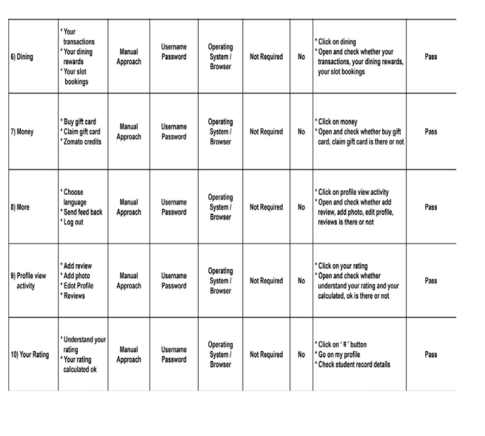 6) Dining
* Your
transactions
* Your dining
rewards
* Your slot
bookings
Manual
Approach
Username
Password
Operating
System /
Browser
Not Required
No
* Click on dining
* Open and check whether your
transactions, your dining rewards,
your slot bookings
Pass
7) Money
* Buy gift card
* Claim gift card
* Zomato credits
Manual
Approach
Username
Password
Operating
System /
Browser
Not Required
No
* Click on money
* Open and check whether buy gift
card, claim gift card is there or not
Pass
8) More
* Choose
language
* Send feed back
* Log out
Manual
Approach
Username
Password
Operating
System /
Browser
Not Required
No
* Click on profile view activity
* Open and check whether add
review, add photo, edit profile,
reviews is there or not
Pass
9) Profile view
activity
* Add review
* Add photo
* Edot Profile
* Reviews
Manual
Approach
Username
Password
Operating
System /
Browser
Not Required
No
* Click on your rating
* Open and check whether
understand your rating and your
calculated, ok is there or not
Pass
10) Your Rating
* Understand your
rating
* Your rating
calculated ok
Manual
Approach
Username
Password
Operating
System /
Browser
Not Required
No
* Click on ' # ' button
* Go on my profile
* Check student record details
Pass